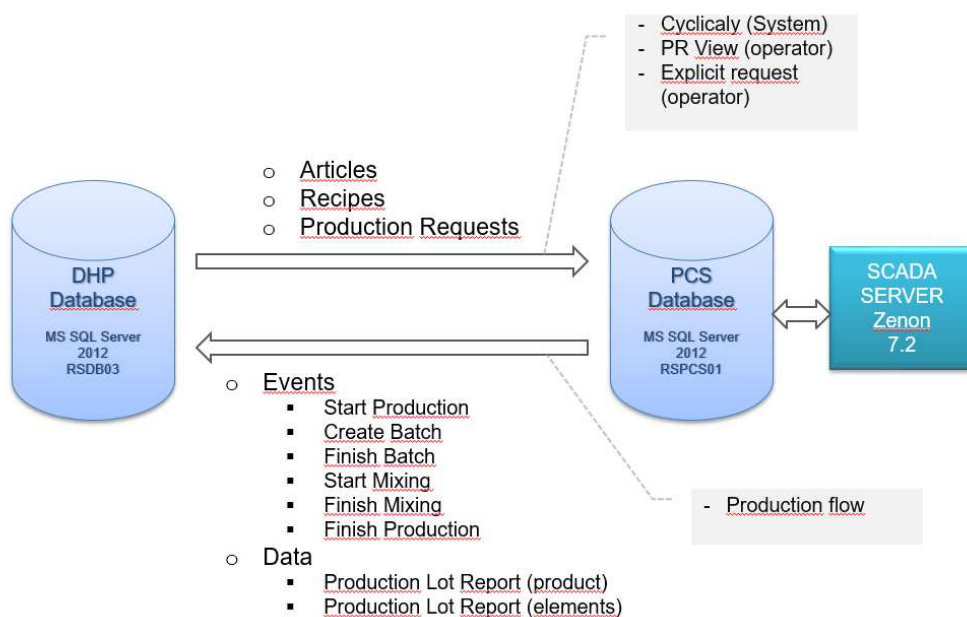 - Cyclicaly (System)
- PR View (operator)
- Explicit request
(operator)
o Articles
o Recipes
o Production Requests
DHP
Database
MS SQL Server
2012
RSDB03
PCS
Database
MS SQL Server
2012
RSPCS01
SCADA
SERVER
Zenon
7.2
o Events
▪ Start Production
▪ Create Batch
▪ Finish Batch
▪ Start Mixing
▪ Finish Mixing
▪ Finish Production
o Data
▪ Production Lot Report (product)
▪ Production Lot Report (elements)
- Production flow